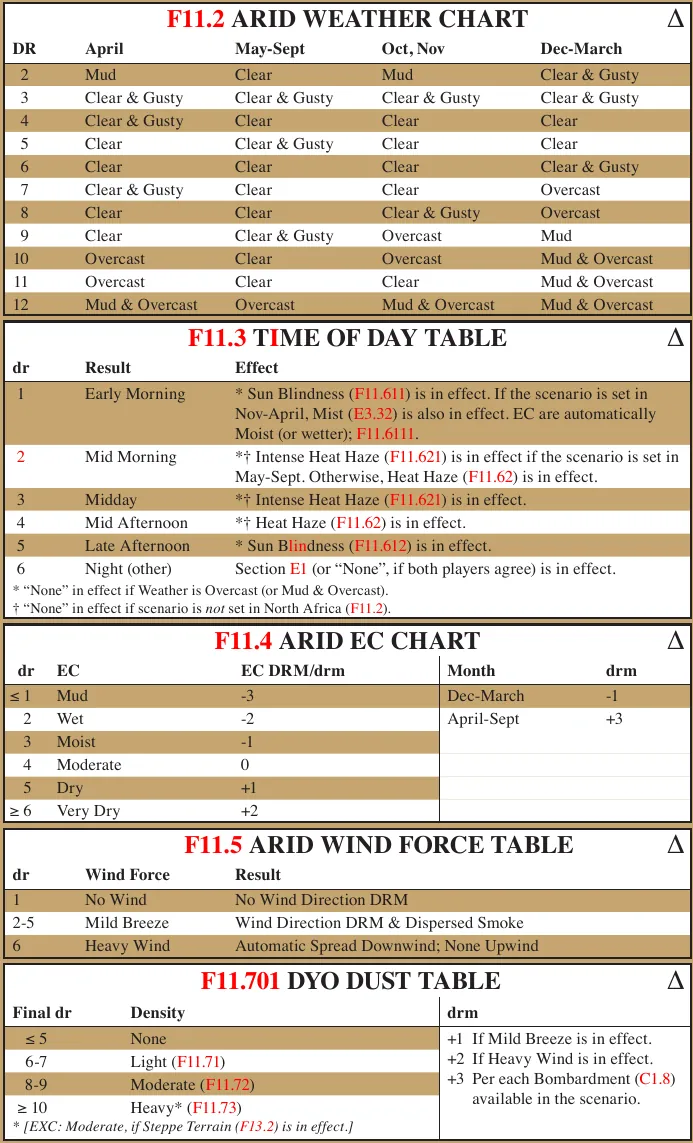 F11.2 ARID WEATHER CHART Δ
DR April May-Sept Oct, Nov Dec-March
2 Mud Clear Mud Clear & Gusty
3 Clear & Gusty Clear & Gusty Clear & Gusty Clear & Gusty
4 Clear & Gusty Clear Clear Clear
5 Clear Clear & Gusty Clear Clear
6 Clear Clear Clear Clear & Gusty
7 Clear & Gusty Clear Clear Overcast
8 Clear Clear Clear & Gusty Overcast
9 Clear Clear & Gusty Overcast Mud
10 Overcast Clear Overcast Mud & Overcast
11 Overcast Clear Clear Mud & Overcast
12 Mud & Overcast Overcast Mud & Overcast Mud & Overcast
F11.3 TIME OF DAY TABLE Δ
dr Result Effect
1 Early Morning * Sun Blindness (F11.611) is in effect. If the scenario is set in
Nov-April, Mist (E3.32) is also in effect. EC are automatically
Moist (or wetter); F11.6111.
2 Mid Morning *† Intense Heat Haze (F11.621) is in effect if the scenario is set in
May-Sept. Otherwise, Heat Haze (F11.62) is in effect.
3 Midday *† Intense Heat Haze (F11.621) is in effect.
4 Mid Afternoon *† Heat Haze (F11.62) is in effect.
5 Late Afternoon * Sun Blindness (F11.612) is in effect.
6 Night (other) Section E1 (or “None”, if both players agree) is in effect.
* “None” in effect if Weather is Overcast (or Mud & Overcast).
† “None” in effect if scenario is not set in North Africa (F11.2).
F11.4 ARID EC CHART Δ
dr EC EC DRM/drm Month drm
≤ 1 Mud -3 Dec-March -1
2 Wet -2 April-Sept +3
3 Moist -1
4 Moderate 0
5 Dry +1
≥ 6 Very Dry +2
F11.5 ARID WIND FORCE TABLE Δ
dr Wind Force Result
1 No Wind No Wind Direction DRM
2-5 Mild Breeze Wind Direction DRM & Dispersed Smoke
6 Heavy Wind Automatic Spread Downwind; None Upwind
F11.701 DYO DUST TABLE Δ
Final dr Density drm
≤ 5 None +1 If Mild Breeze is in effect.
6-7 Light (F11.71) +2 If Heavy Wind is in effect.
8-9 Moderate (F11.72) +3 Per each Bombardment (C1.8)
≥ 10 Heavy* (F11.73) available in the scenario.
* [EXC: Moderate, if Steppe Terrain (F13.2) is in effect.]